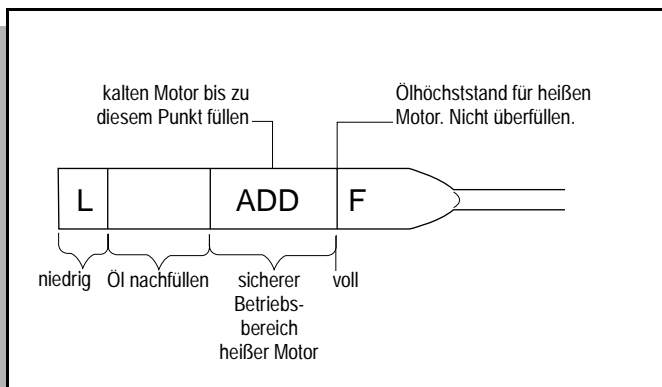 kalten Motor bis zu
diesem Punkt füllen
Ölhöchststand für heißen
Motor. Nicht überfüllen.
L
ADD
F
niedrig
Öl nachfüllen
sicherer
Betriebs-
bereich
heißer Motor
voll